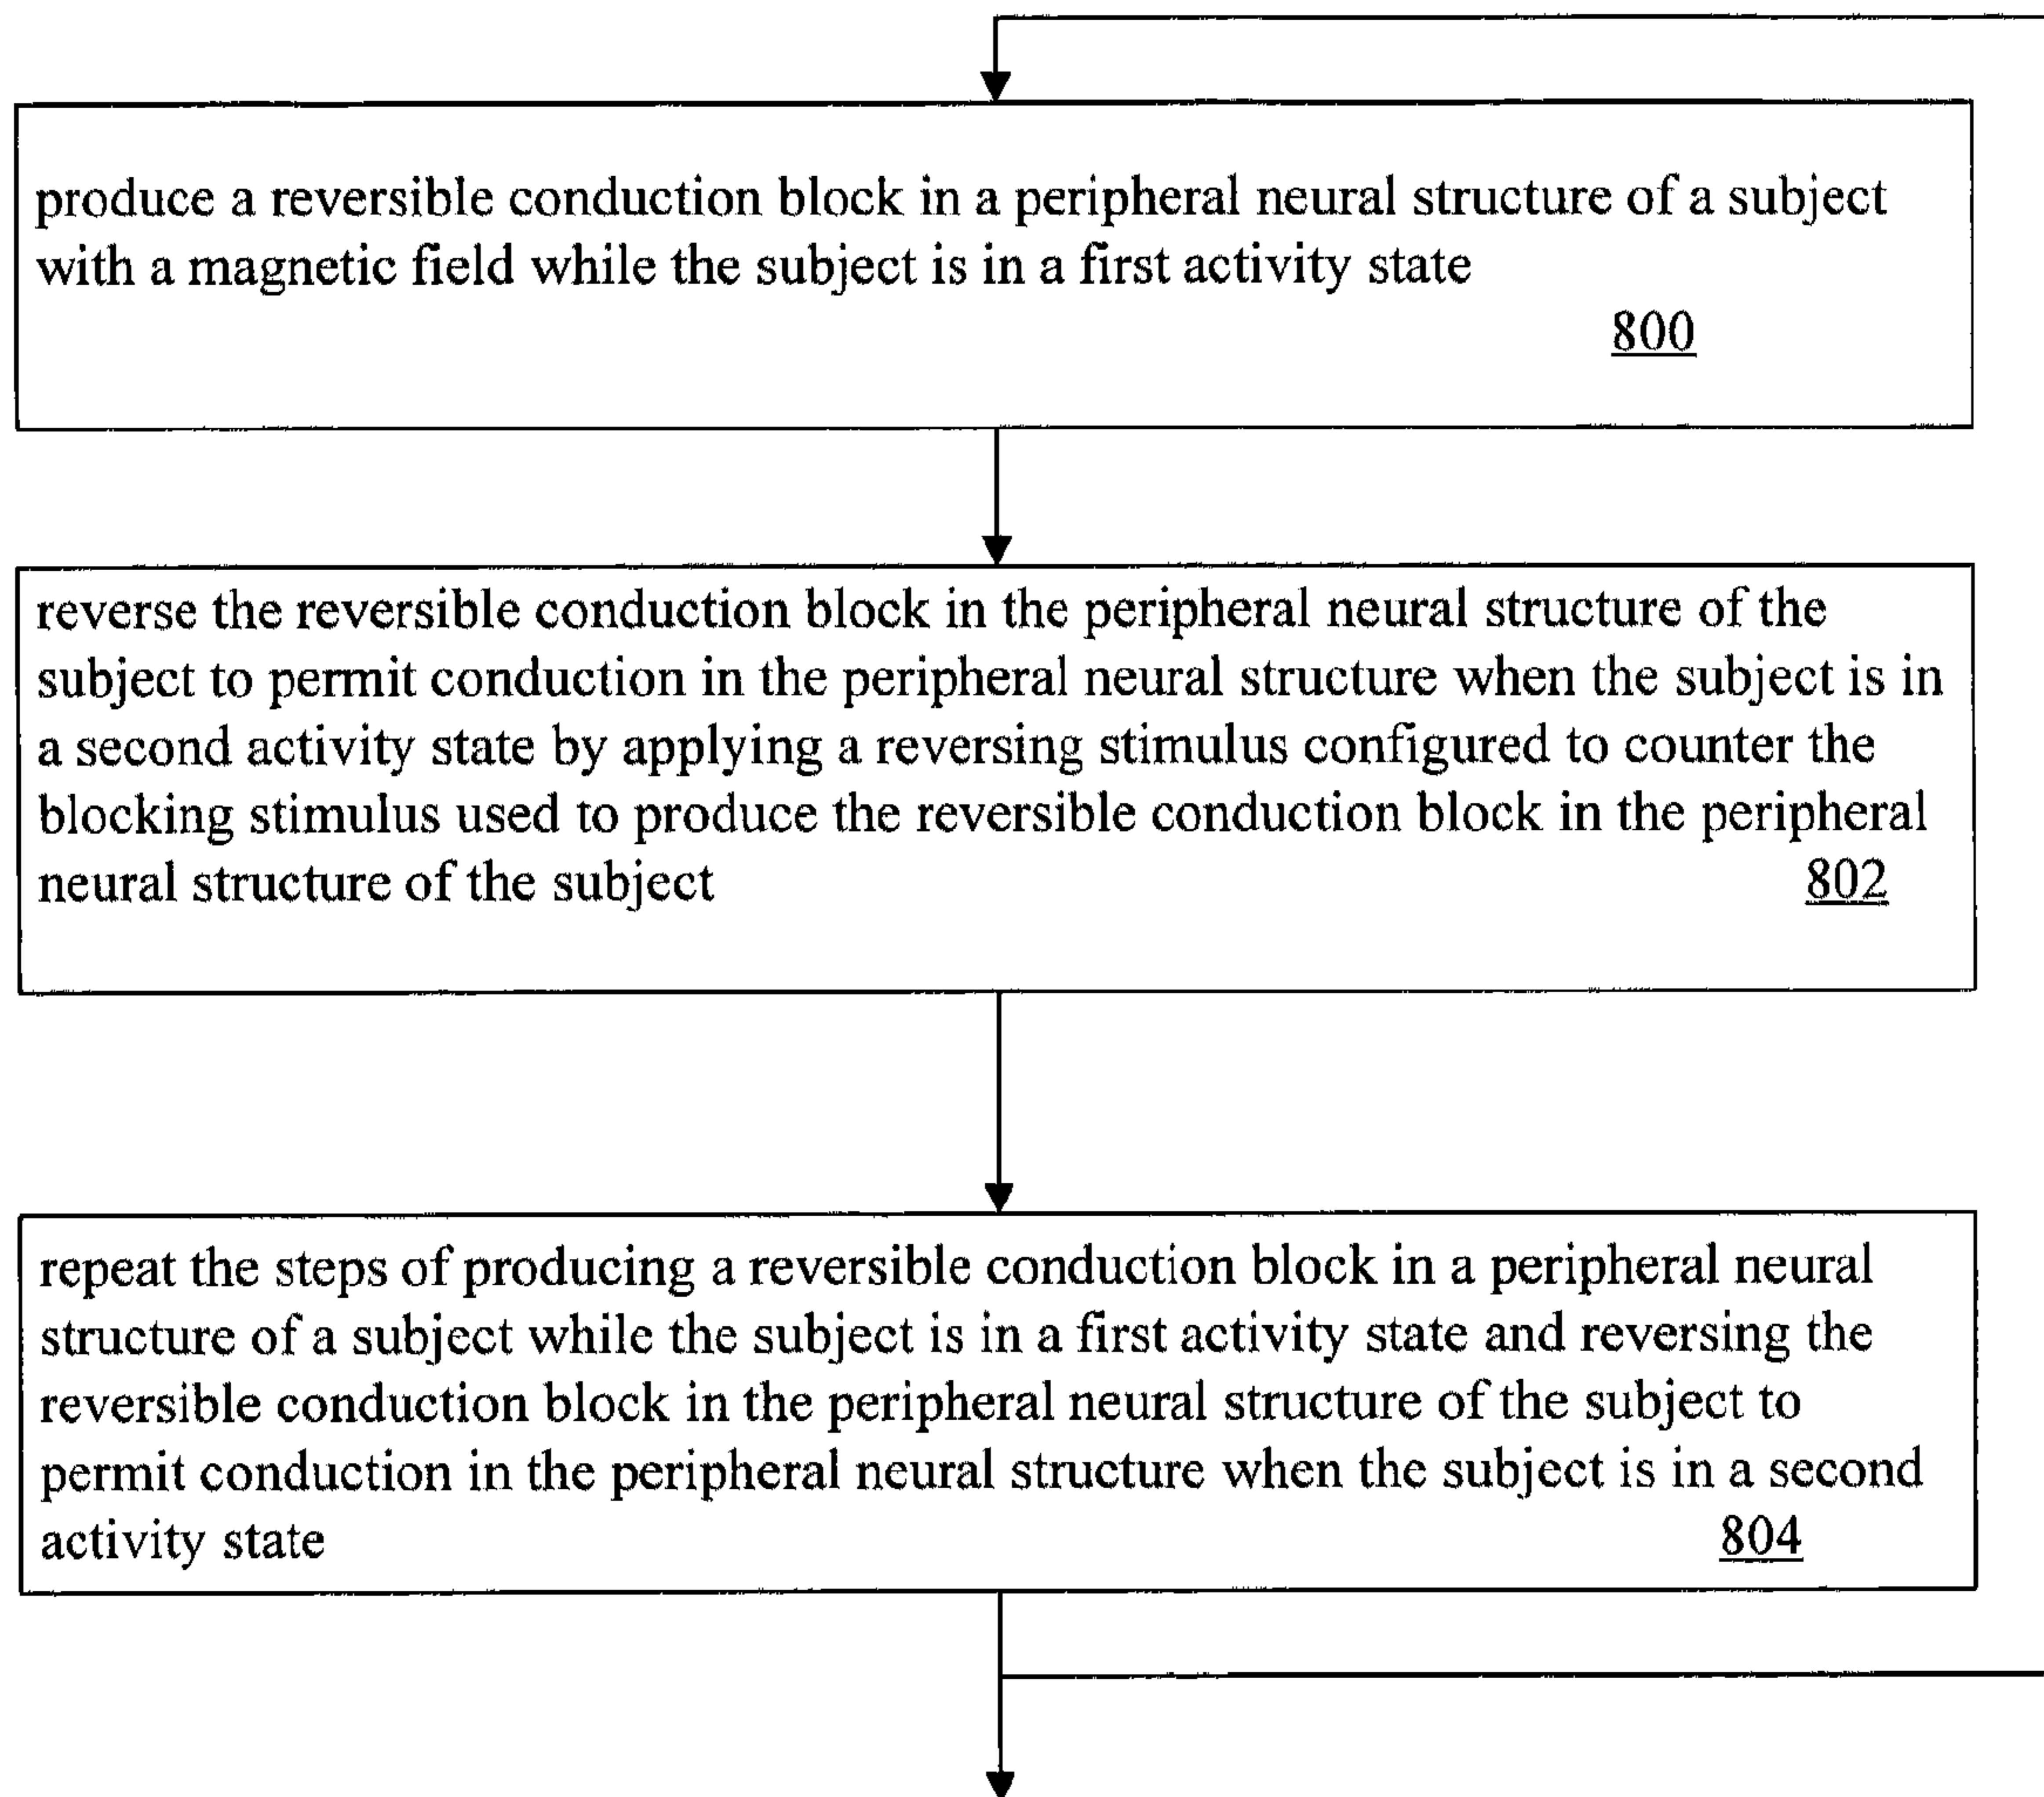 produce a reversible conduction block in a peripheral neural structure of a subject
with a magnetic field while the subject is in a first activity state
800
reverse the reversible conduction block in the peripheral neural structure of the
subject to permit conduction in the peripheral neural structure when the subject is in
a second activity state by applying a reversing stimulus configured to counter the
blocking stimulus used to produce the reversible conduction block in the peripheral
neural structure of the subject 802
repeat the steps of producing a reversible conduction block in a peripheral neural
structure of a subject while the subject is in a first activity state and reversing the
reversible conduction block in the peripheral neural structure of the subject to
permit conduction in the peripheral neural structure when the subject is in a second
activity state 804